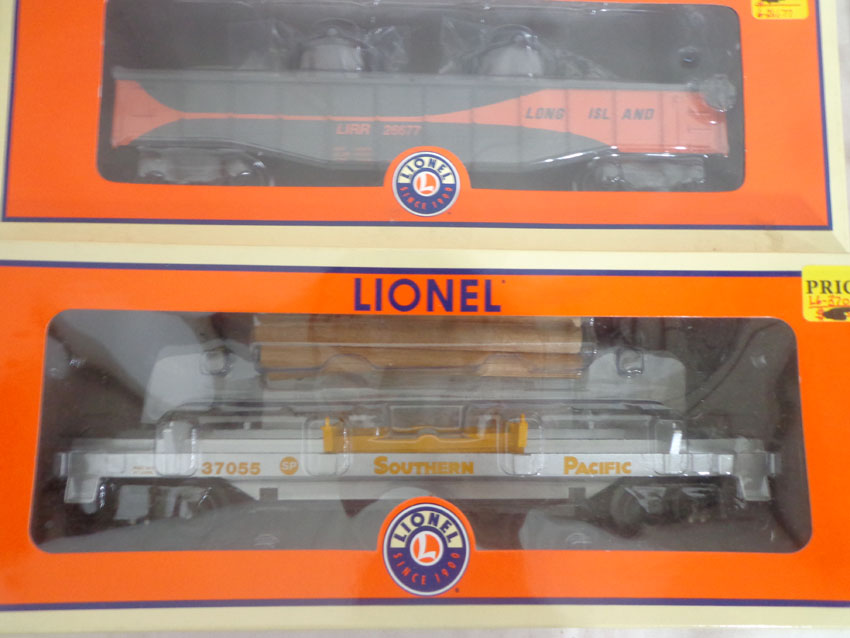 LONG ISLAND
LIRR 26677
LIONEL
L
SINCE 1900
LIONEL
PRIC
37055 SP SOUTHERN PACIFIC
LIONEL
L
SINCE 1900